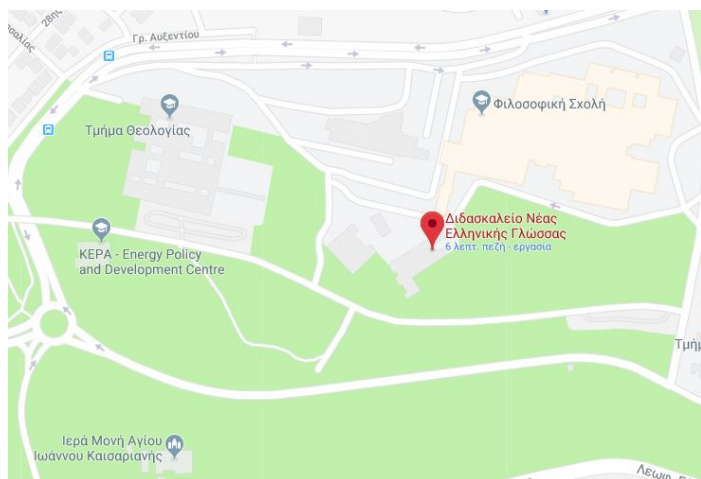 28ης
Γρ. Αυξεντίου
Τμήμα Θεολογίας
Φιλοσοφική Σχολή
Διδασκαλείο Νέας
Ελληνικής Γλώσσας
6 λεπτ. πεζή - εργασία
KEPA - Energy Policy
and Development Centre
Τμήμ
Ιερά Μονή Αγίου
Ιωάννου Καισαριανής
Λεωφ.